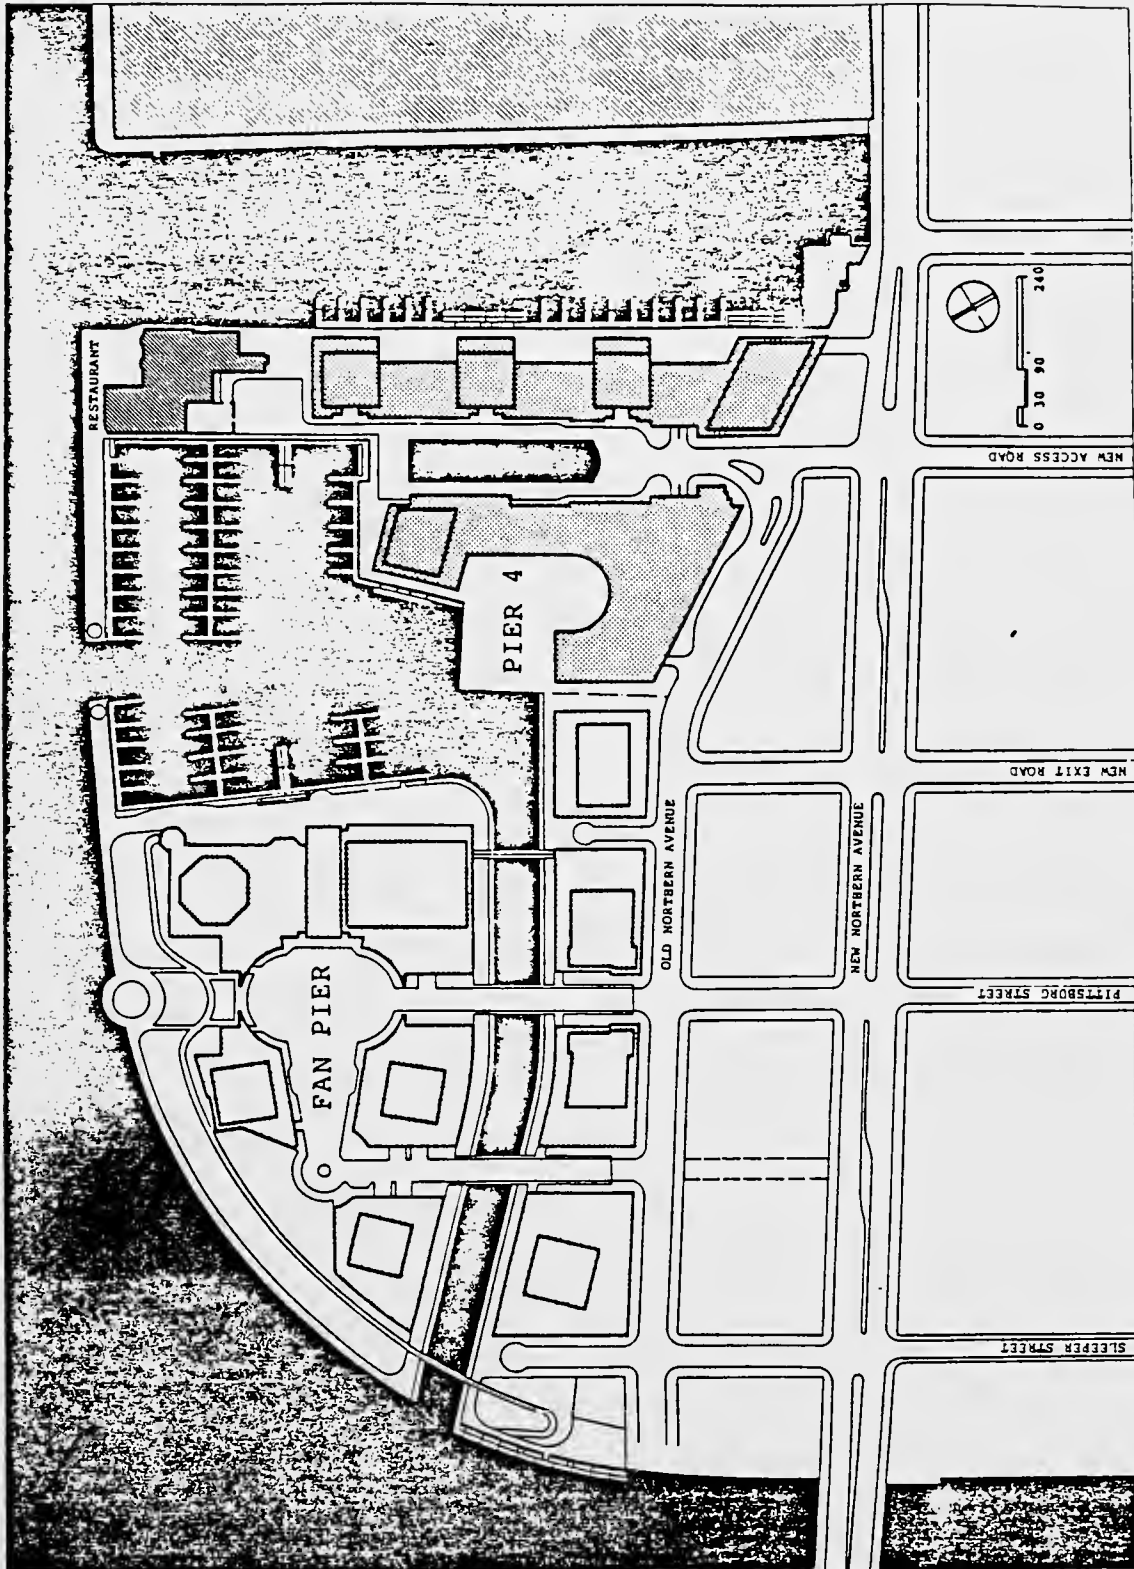 RESTAURANT
PIER 4
FAN PIER
OLD NORTHERN AVENUE
NEW NORTHERN AVENUE
0 30 90 240
NEW ACCESS ROAD
NEW EXIT ROAD
PITTSBURG STREET
SLEEPER STREET